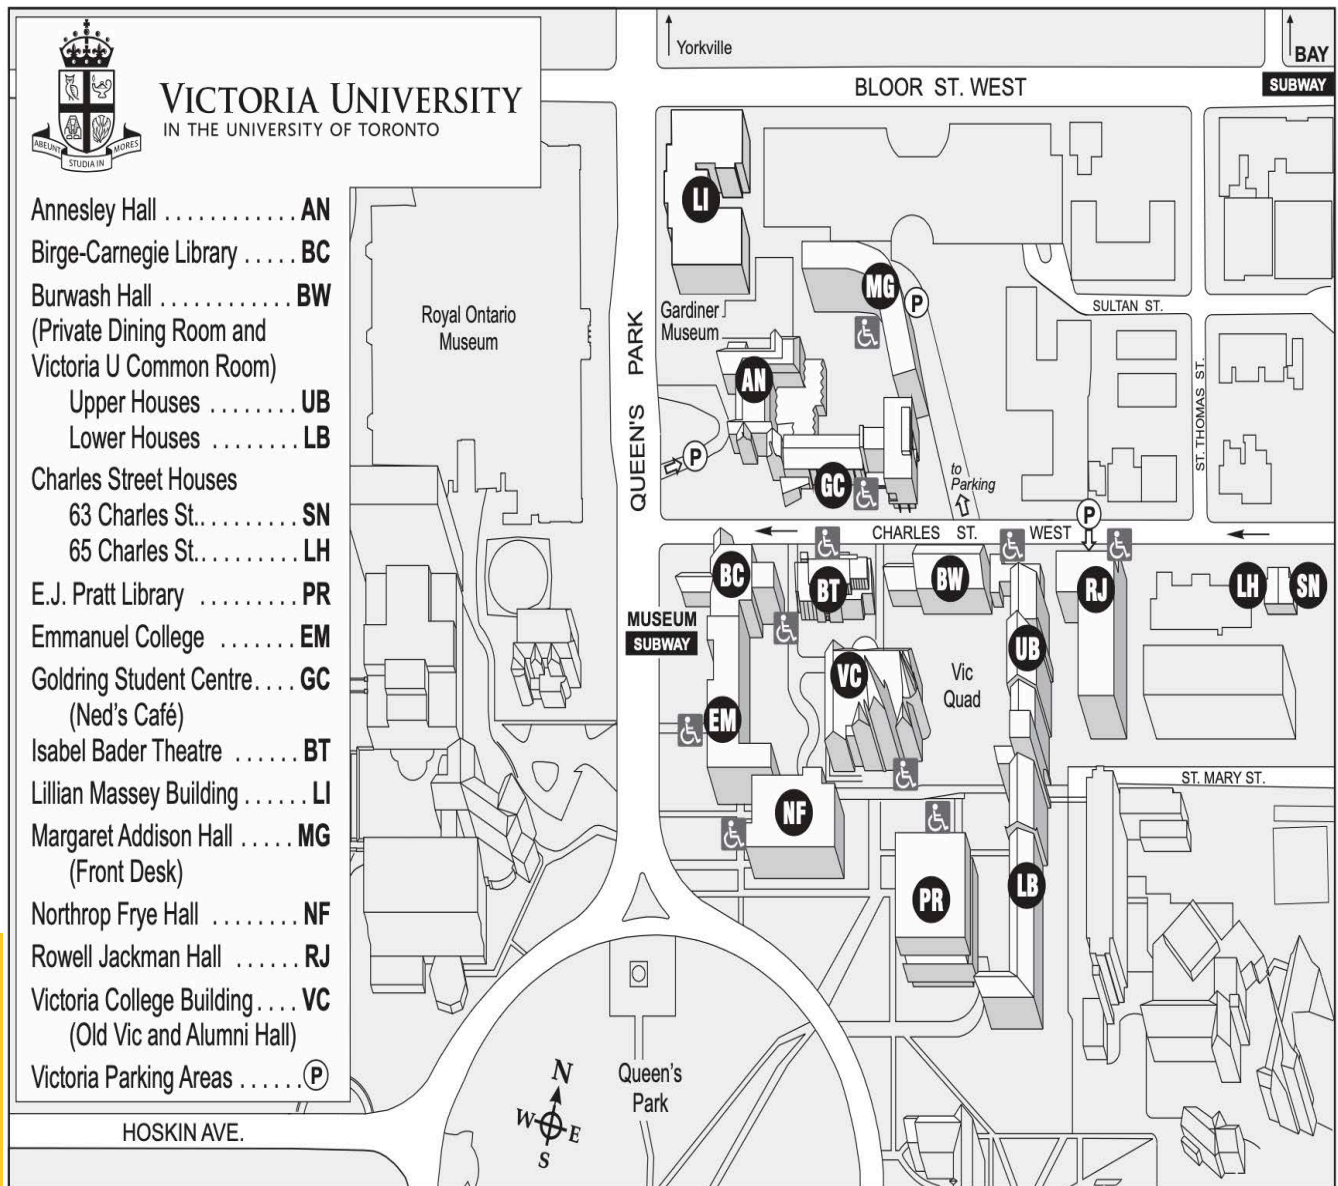 VICTORIA UNIVERSITY
IN THE UNIVERSITY OF TORONTO
ABEUNT STUDIA IN MORES
Annesley Hall . . . . . . . . . . . . AN
Birge-Carnegie Library . . . . . BC
Burwash Hall . . . . . . . . . . . . BW
(Private Dining Room and
Victoria U Common Room)
Upper Houses . . . . . . . . UB
Lower Houses . . . . . . . . LB
Charles Street Houses
63 Charles St.. . . . . . . . . SN
65 Charles St.. . . . . . . . . LH
E.J. Pratt Library . . . . . . . . . PR
Emmanuel College . . . . . . . EM
Goldring Student Centre. . . . GC
(Ned's Café)
Isabel Bader Theatre . . . . . . BT
Lillian Massey Building . . . . . . LI
Margaret Addison Hall . . . . . MG
(Front Desk)
Northrop Frye Hall . . . . . . . . NF
Rowell Jackman Hall . . . . . . RJ
Victoria College Building . . . . VC
(Old Vic and Alumni Hall)
Victoria Parking Areas . . . . . . P
Yorkville
BAY
SUBWAY
BLOOR ST. WEST
LI
MG
P
Gardiner
Museum
SULTAN ST.
Royal Ontario
Museum
QUEEN'S PARK
AN
ST. THOMAS ST.
P
GC
to
Parking
P
CHARLES ST. WEST
BC
BT
BW
RJ
LH
SN
MUSEUM
SUBWAY
UB
VC
Vic
Quad
EM
ST. MARY ST.
NF
PR
LB
Queen's
Park
N
W
E
S
HOSKIN AVE.